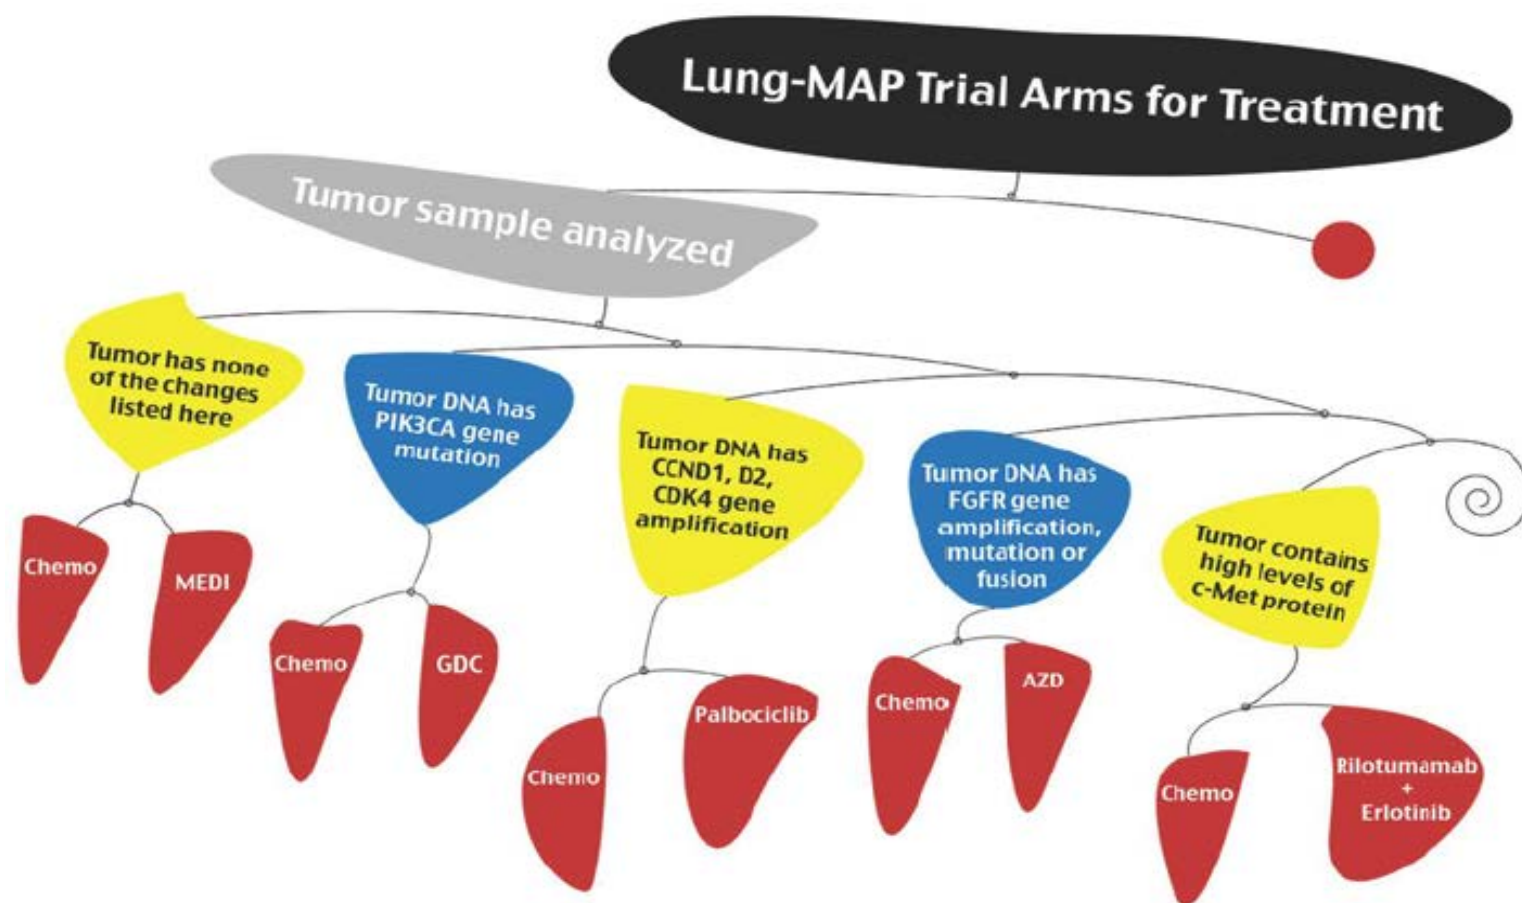 Lung-MAP Trial Arms for Treatment
Tumor sample analyzed
Tumor has none
of the changes
listed here
Chemo
MEDI
Tumor DNA has
PIK3CA gene
mutation
Chemo
GDC
Tumor DNA has
CCND1, D2,
CDK4 gene
amplification
Chemo
Palbociclib
Tumor DNA has
FGFR gene
amplification,
mutation or
fusion
Chemo
AZD
Tumor contains
high levels of
c-Met protein
Chemo
Rilotumamab
+
Erlotinib